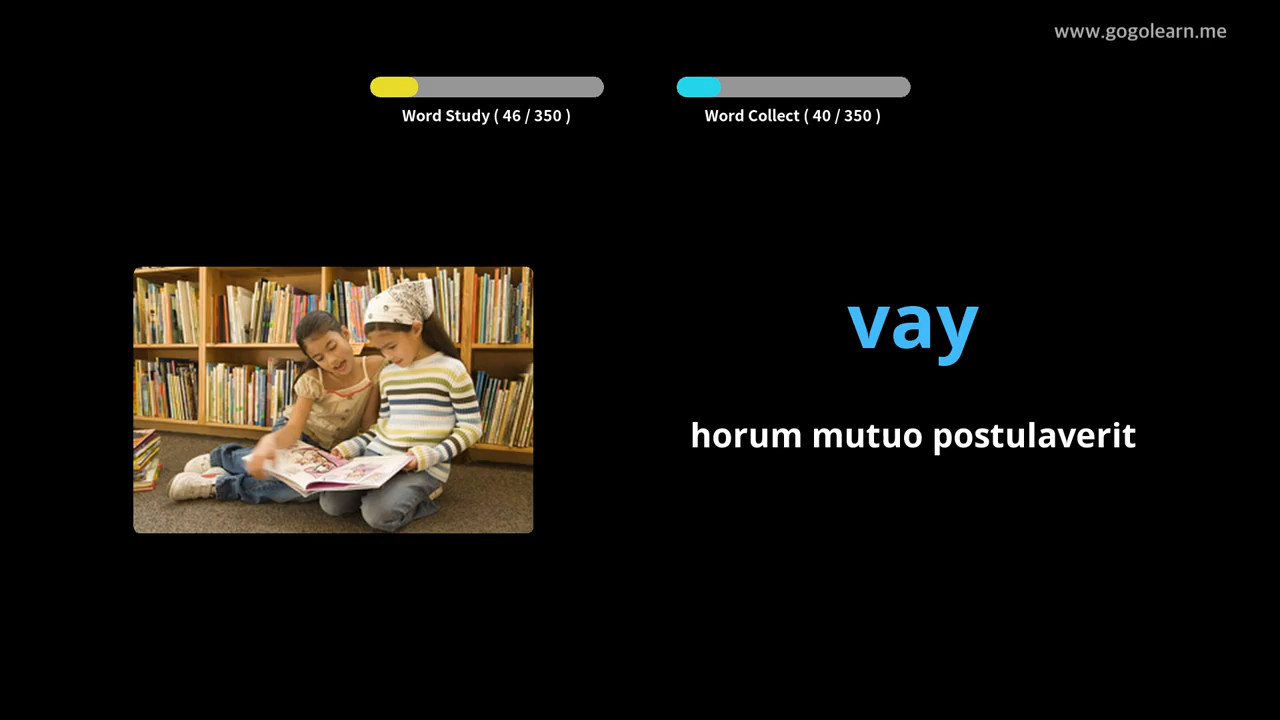 www.gogolearn.me
Word Study ( 46 / 350 )
Word Collect ( 40 / 350 )
vay
horum mutuo postulaverit